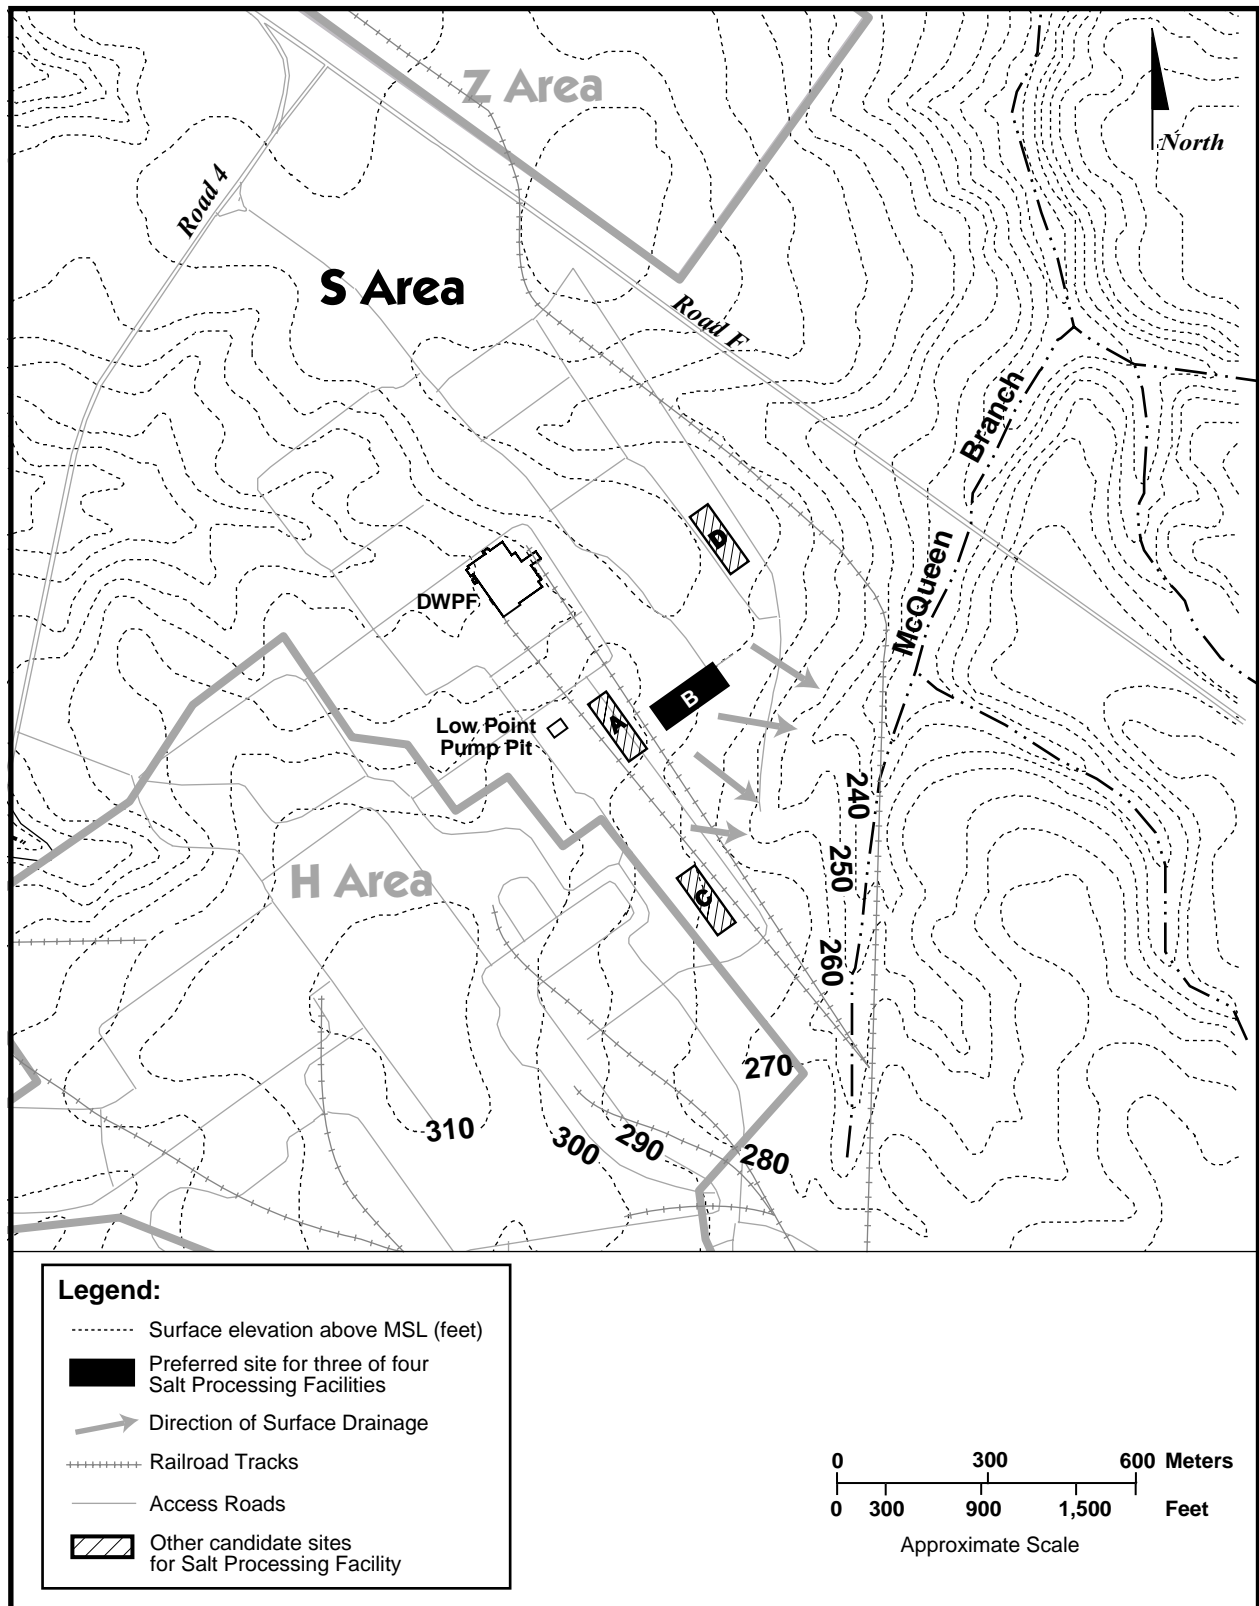 Z Area
North
Road 4
S Area
Road F
Branch
D
McQueen
DWPF
B
A
Low Point
Pump Pit
240
250
H Area
C
260
270
310
300
290
280
Legend:
Surface elevation above MSL (feet)
Preferred site for three of four
Salt Processing Facilities
Direction of Surface Drainage
Railroad Tracks
Access Roads
Other candidate sites
for Salt Processing Facility
0 300 600 Meters
0 300 900 1,500 Feet
Approximate Scale